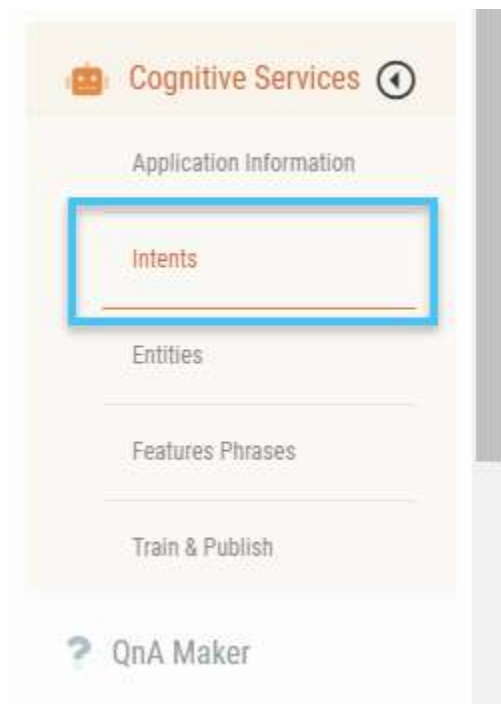 Cognitive Services
Application Information
Intents
Entities
Features Phrases
Train & Publish
QnA Maker